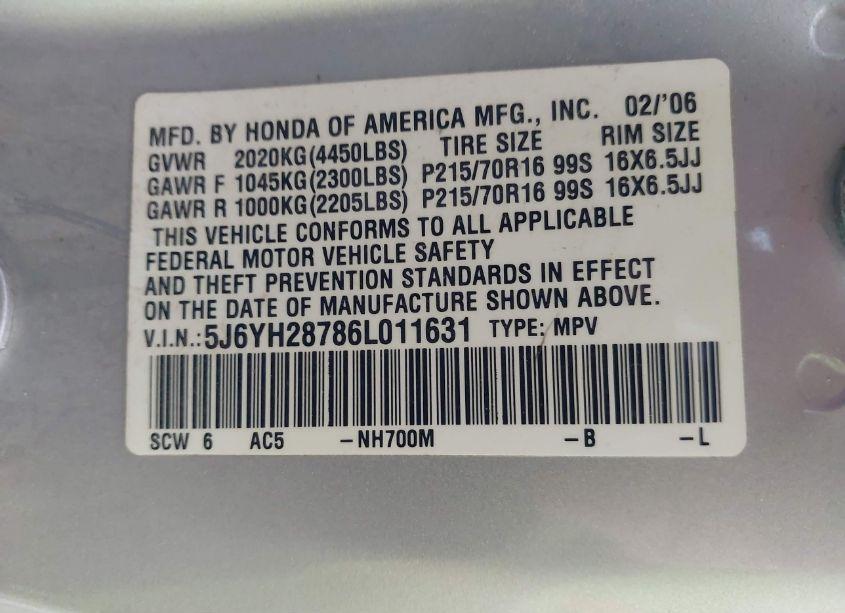 MFD. BY HONDA OF AMERICA MFG., INC. 02/'06
GVWR 2020KG(4450LBS) TIRE SIZE RIM SIZE
GAWR F 1045KG(2300LBS) P215/70R16 99S 16X6.5JJ
GAWR R 1000KG(2205LBS) P215/70R16 99S 16X6.5JJ
THIS VEHICLE CONFORMS TO ALL APPLICABLE
FEDERAL MOTOR VEHICLE SAFETY
AND THEFT PREVENTION STANDARDS IN EFFECT
ON THE DATE OF MANUFACTURE SHOWN ABOVE.
V.I.N.:5J6YH28786L011631 TYPE: MPV
SCW 6 AC5 –NH700M –B –L